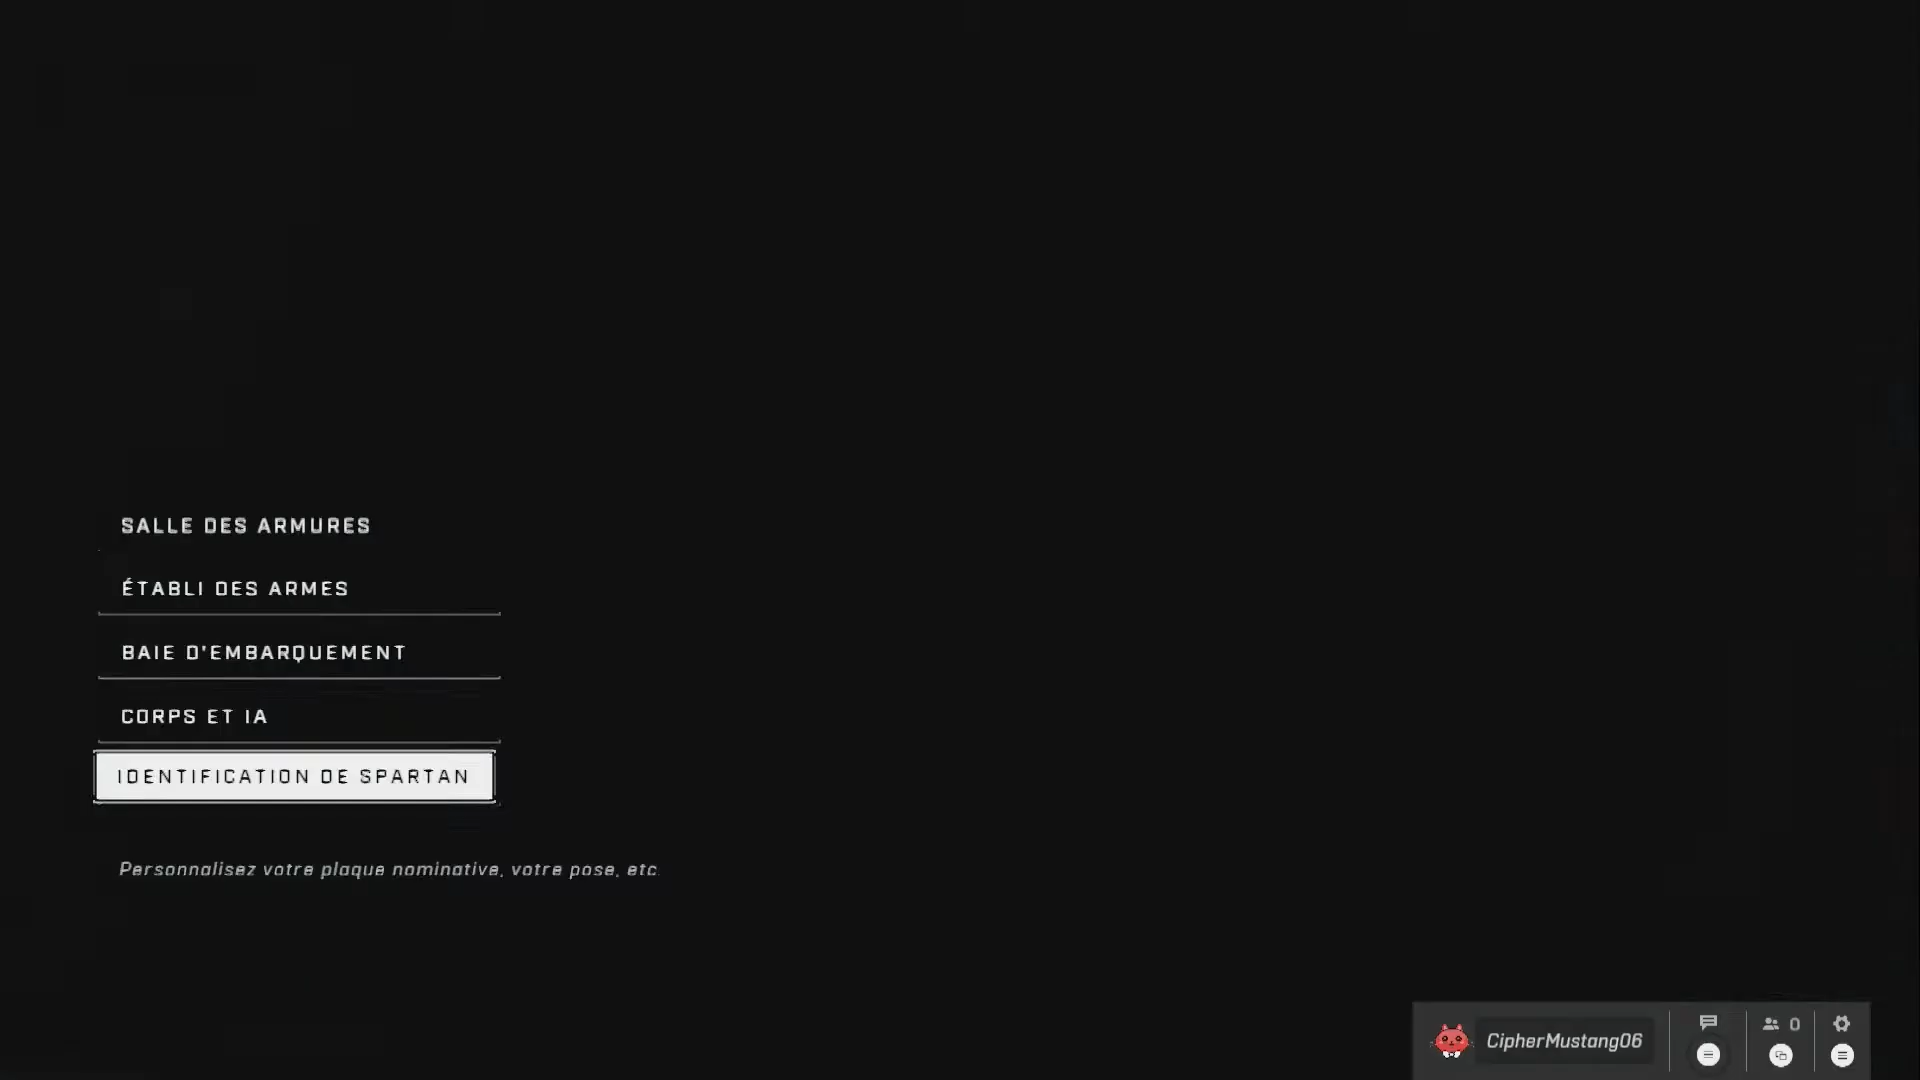 SALLE DES ARMURES
ÉTABLI DES ARMES
BAIE D'EMBARQUEMENT
CORPS ET IA
IDENTIFICATION DE SPARTAN
Personnalisez votre plaque nominative, votre pose, etc.
CipherMustang06
0